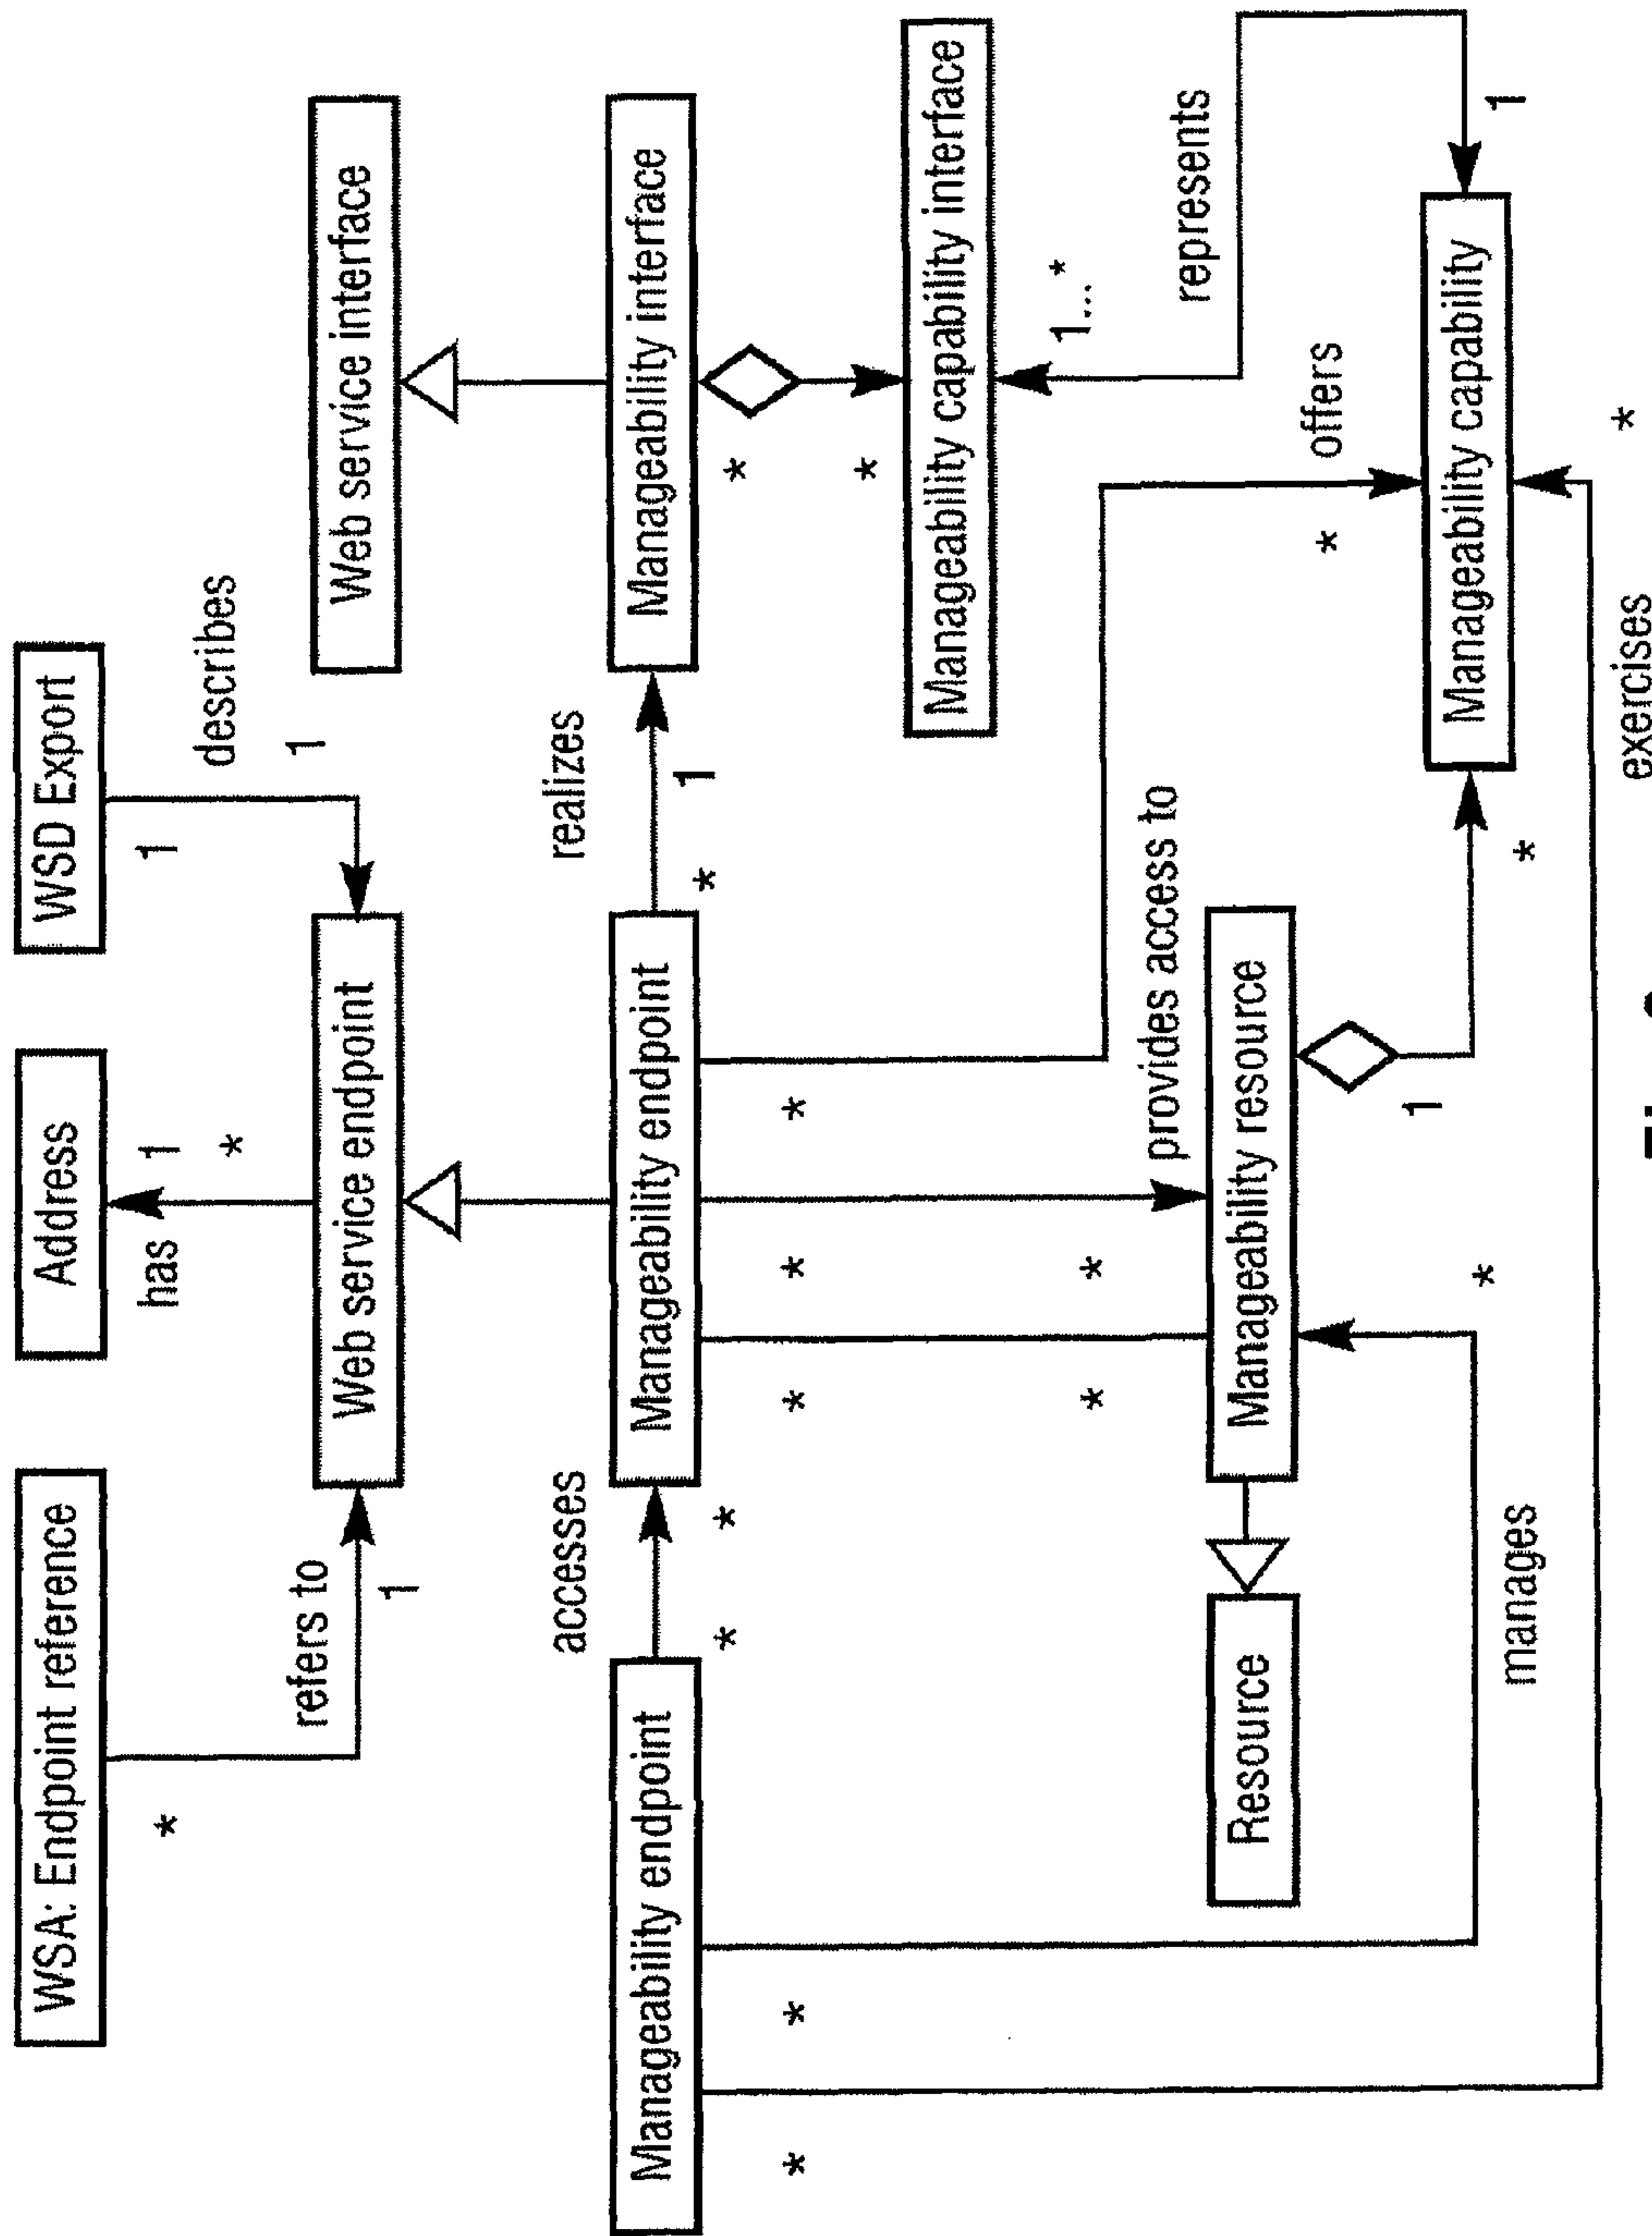 WSA: Endpoint reference
Address
WSD Export
*
has
1
1
*
describes
refers to
1
Web service endpoint
Web service interface
1
accesses
realizes
Manageability endpoint
Manageability endpoint
Manageability interface
*
*
*
1
*
*
*
*
*
*
*
Manageability capability interface
1...*
*
*
provides access to
represents
Resource
Manageability resource
*
offers
1
Manageability capability
*
1
manages
*
exercises
*